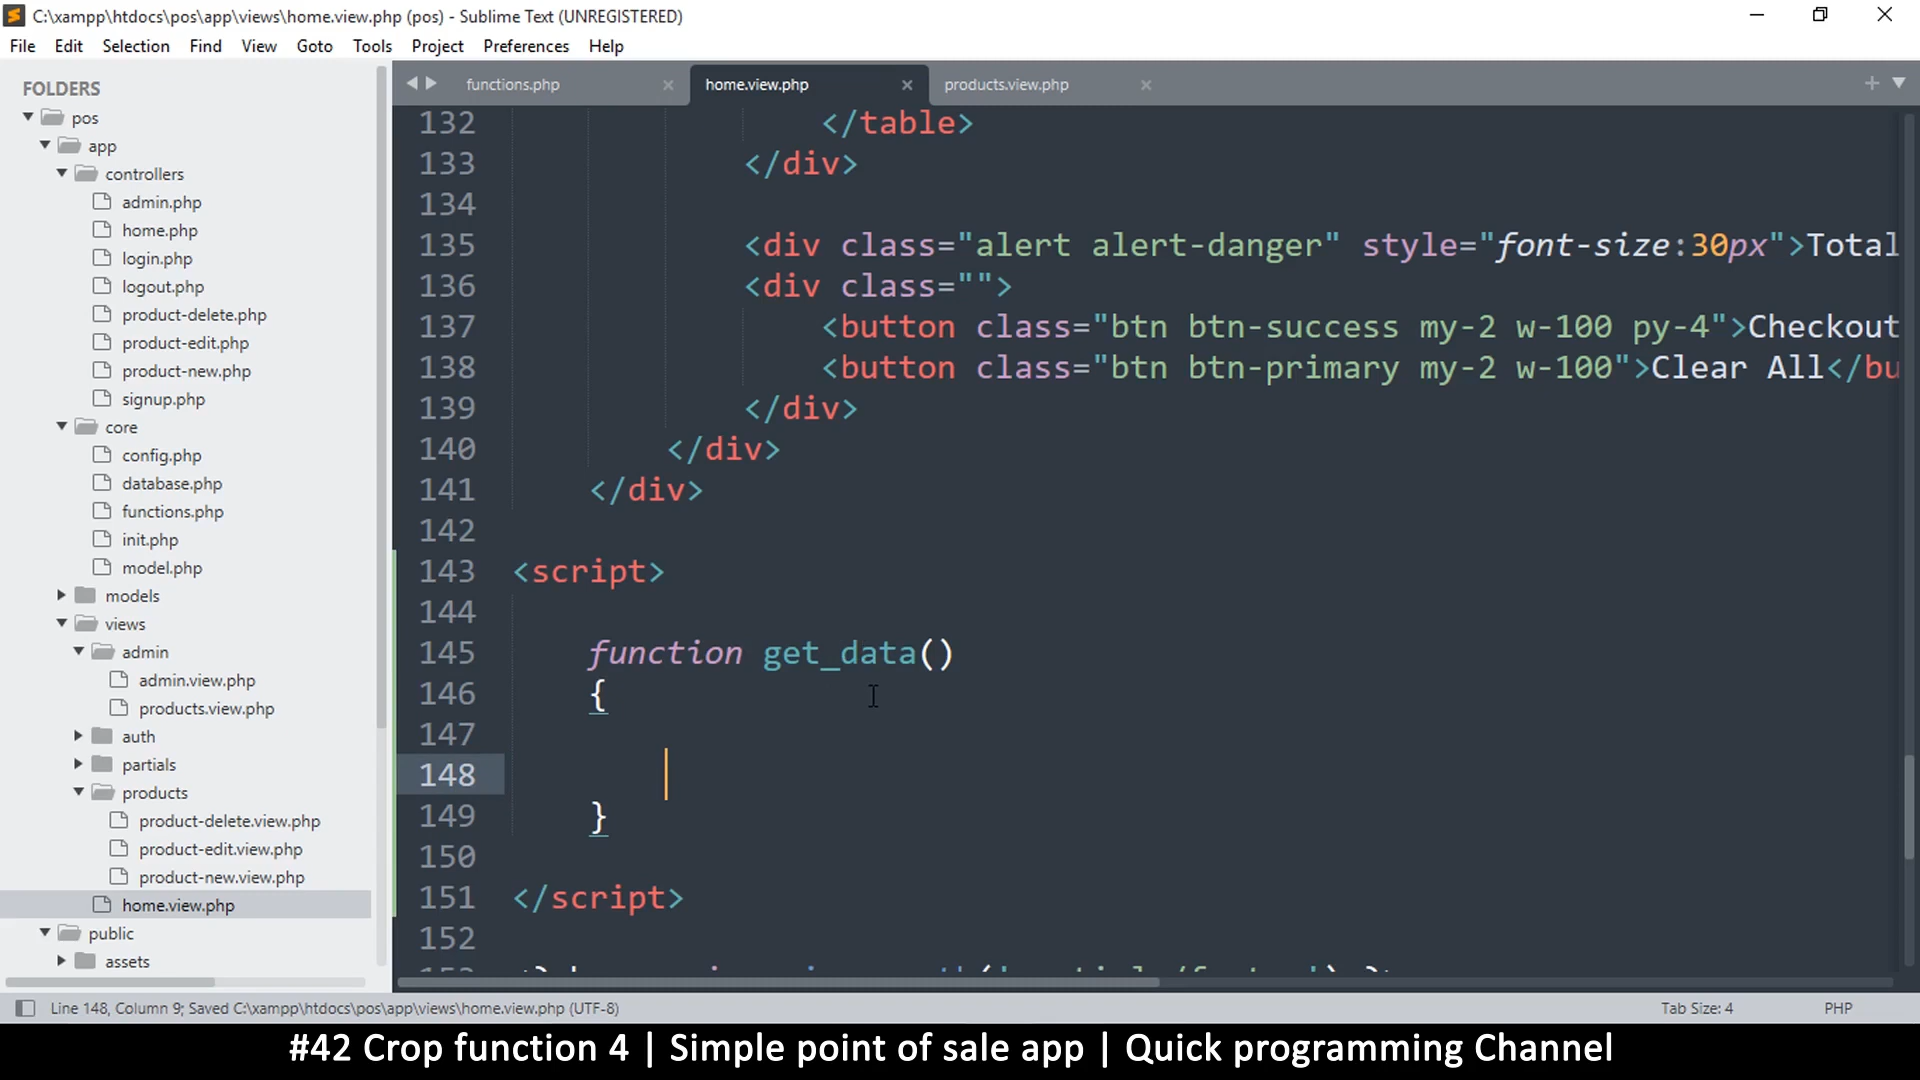 C:\xampp\htdocs\pos\app\views\home.view.php (pos) - Sublime Text (UNREGISTERED)
File Edit Selection Find View Goto Tools Project Preferences Help
FOLDERS
pos
app
controllers
admin.php
home.php
login.php
logout.php
product-delete.php
product-edit.php
product-new.php
signup.php
core
config.php
database.php
functions.php
init.php
model.php
models
views
admin
admin.view.php
products.view.php
auth
partials
products
product-delete.view.php
product-edit.view.php
product-new.view.php
home.view.php
public
assets
functions.php home.view.php products.view.php
132 </table>
133 </div>
134
135 <div class="alert alert-danger" style="font-size:30px">Total
136 <div class="">
137 <button class="btn btn-success my-2 w-100 py-4">Checkout
138 <button class="btn btn-primary my-2 w-100">Clear All</bu
139 </div>
140 </div>
141 </div>
142
143 <script>
144
145 function get_data()
146 {
147
148
149 }
150
151 </script>
152
Line 148, Column 9; Saved C:\xampp\htdocs\pos\app\views\home.view.php (UTF-8) Tab Size: 4 PHP
#42 Crop function 4 | Simple point of sale app | Quick programming Channel